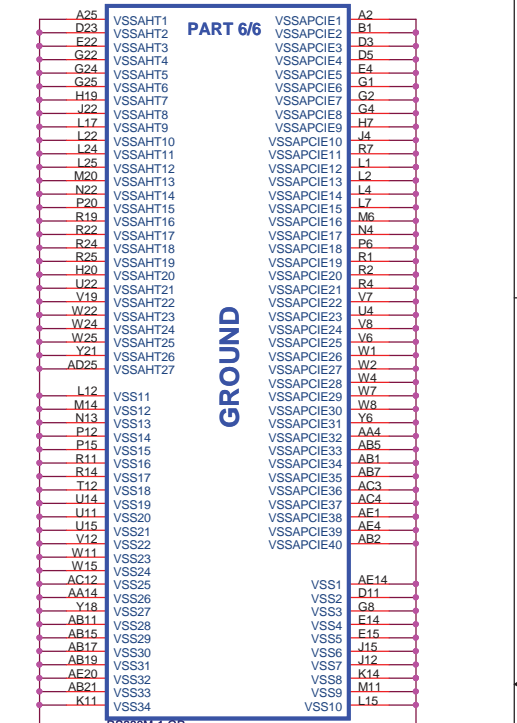 A25 VSSAHT1 PART 6/6 VSSAPCIE1 A2
D23 VSSAHT2 VSSAPCIE2 B1
E22 VSSAHT3 VSSAPCIE3 D3
G22 VSSAHT4 VSSAPCIE4 D5
G24 VSSAHT5 VSSAPCIE5 E4
G25 VSSAHT6 VSSAPCIE6 G1
H19 VSSAHT7 VSSAPCIE7 G2
J22 VSSAHT8 VSSAPCIE8 G4
L17 VSSAHT9 VSSAPCIE9 H7
L22 VSSAHT10 VSSAPCIE10 J4
L24 VSSAHT11 VSSAPCIE11 R7
L25 VSSAHT12 VSSAPCIE12 L1
M20 VSSAHT13 VSSAPCIE13 L2
N22 VSSAHT14 VSSAPCIE14 L4
P20 VSSAHT15 VSSAPCIE15 L7
R19 VSSAHT16 VSSAPCIE16 M6
R22 VSSAHT17 VSSAPCIE17 N4
R24 VSSAHT18 VSSAPCIE18 P6
R25 VSSAHT19 VSSAPCIE19 R1
H20 VSSAHT20 VSSAPCIE20 R2
U22 VSSAHT21 VSSAPCIE21 R4
V19 VSSAHT22 VSSAPCIE22 V7
W22 VSSAHT23 VSSAPCIE23 U4
W24 VSSAHT24 VSSAPCIE24 V8
W25 VSSAHT25 VSSAPCIE25 V6
Y21 VSSAHT26 VSSAPCIE26 W1
AD25 VSSAHT27 VSSAPCIE27 W2
VSSAPCIE28 W4
GROUND
L12 VSS11 VSSAPCIE29 W7
M14 VSS12 VSSAPCIE30 W8
N13 VSS13 VSSAPCIE31 Y6
P12 VSS14 VSSAPCIE32 AA4
P15 VSS15 VSSAPCIE33 AB5
R11 VSS16 VSSAPCIE34 AB1
R14 VSS17 VSSAPCIE35 AB7
T12 VSS18 VSSAPCIE36 AC3
U14 VSS19 VSSAPCIE37 AC4
U11 VSS20 VSSAPCIE38 AE1
U15 VSS21 VSSAPCIE39 AE4
V12 VSS22 VSSAPCIE40 AB2
W11 VSS23
W15 VSS24
AC12 VSS25 VSS1 AE14
AA14 VSS26 VSS2 D11
Y18 VSS27 VSS3 G8
AB11 VSS28 VSS4 E14
AB15 VSS29 VSS5 E15
AB17 VSS30 VSS6 J15
AB19 VSS31 VSS7 J12
AE20 VSS32 VSS8 K14
AB21 VSS33 VSS9 M11
K11 VSS34 VSS10 L15